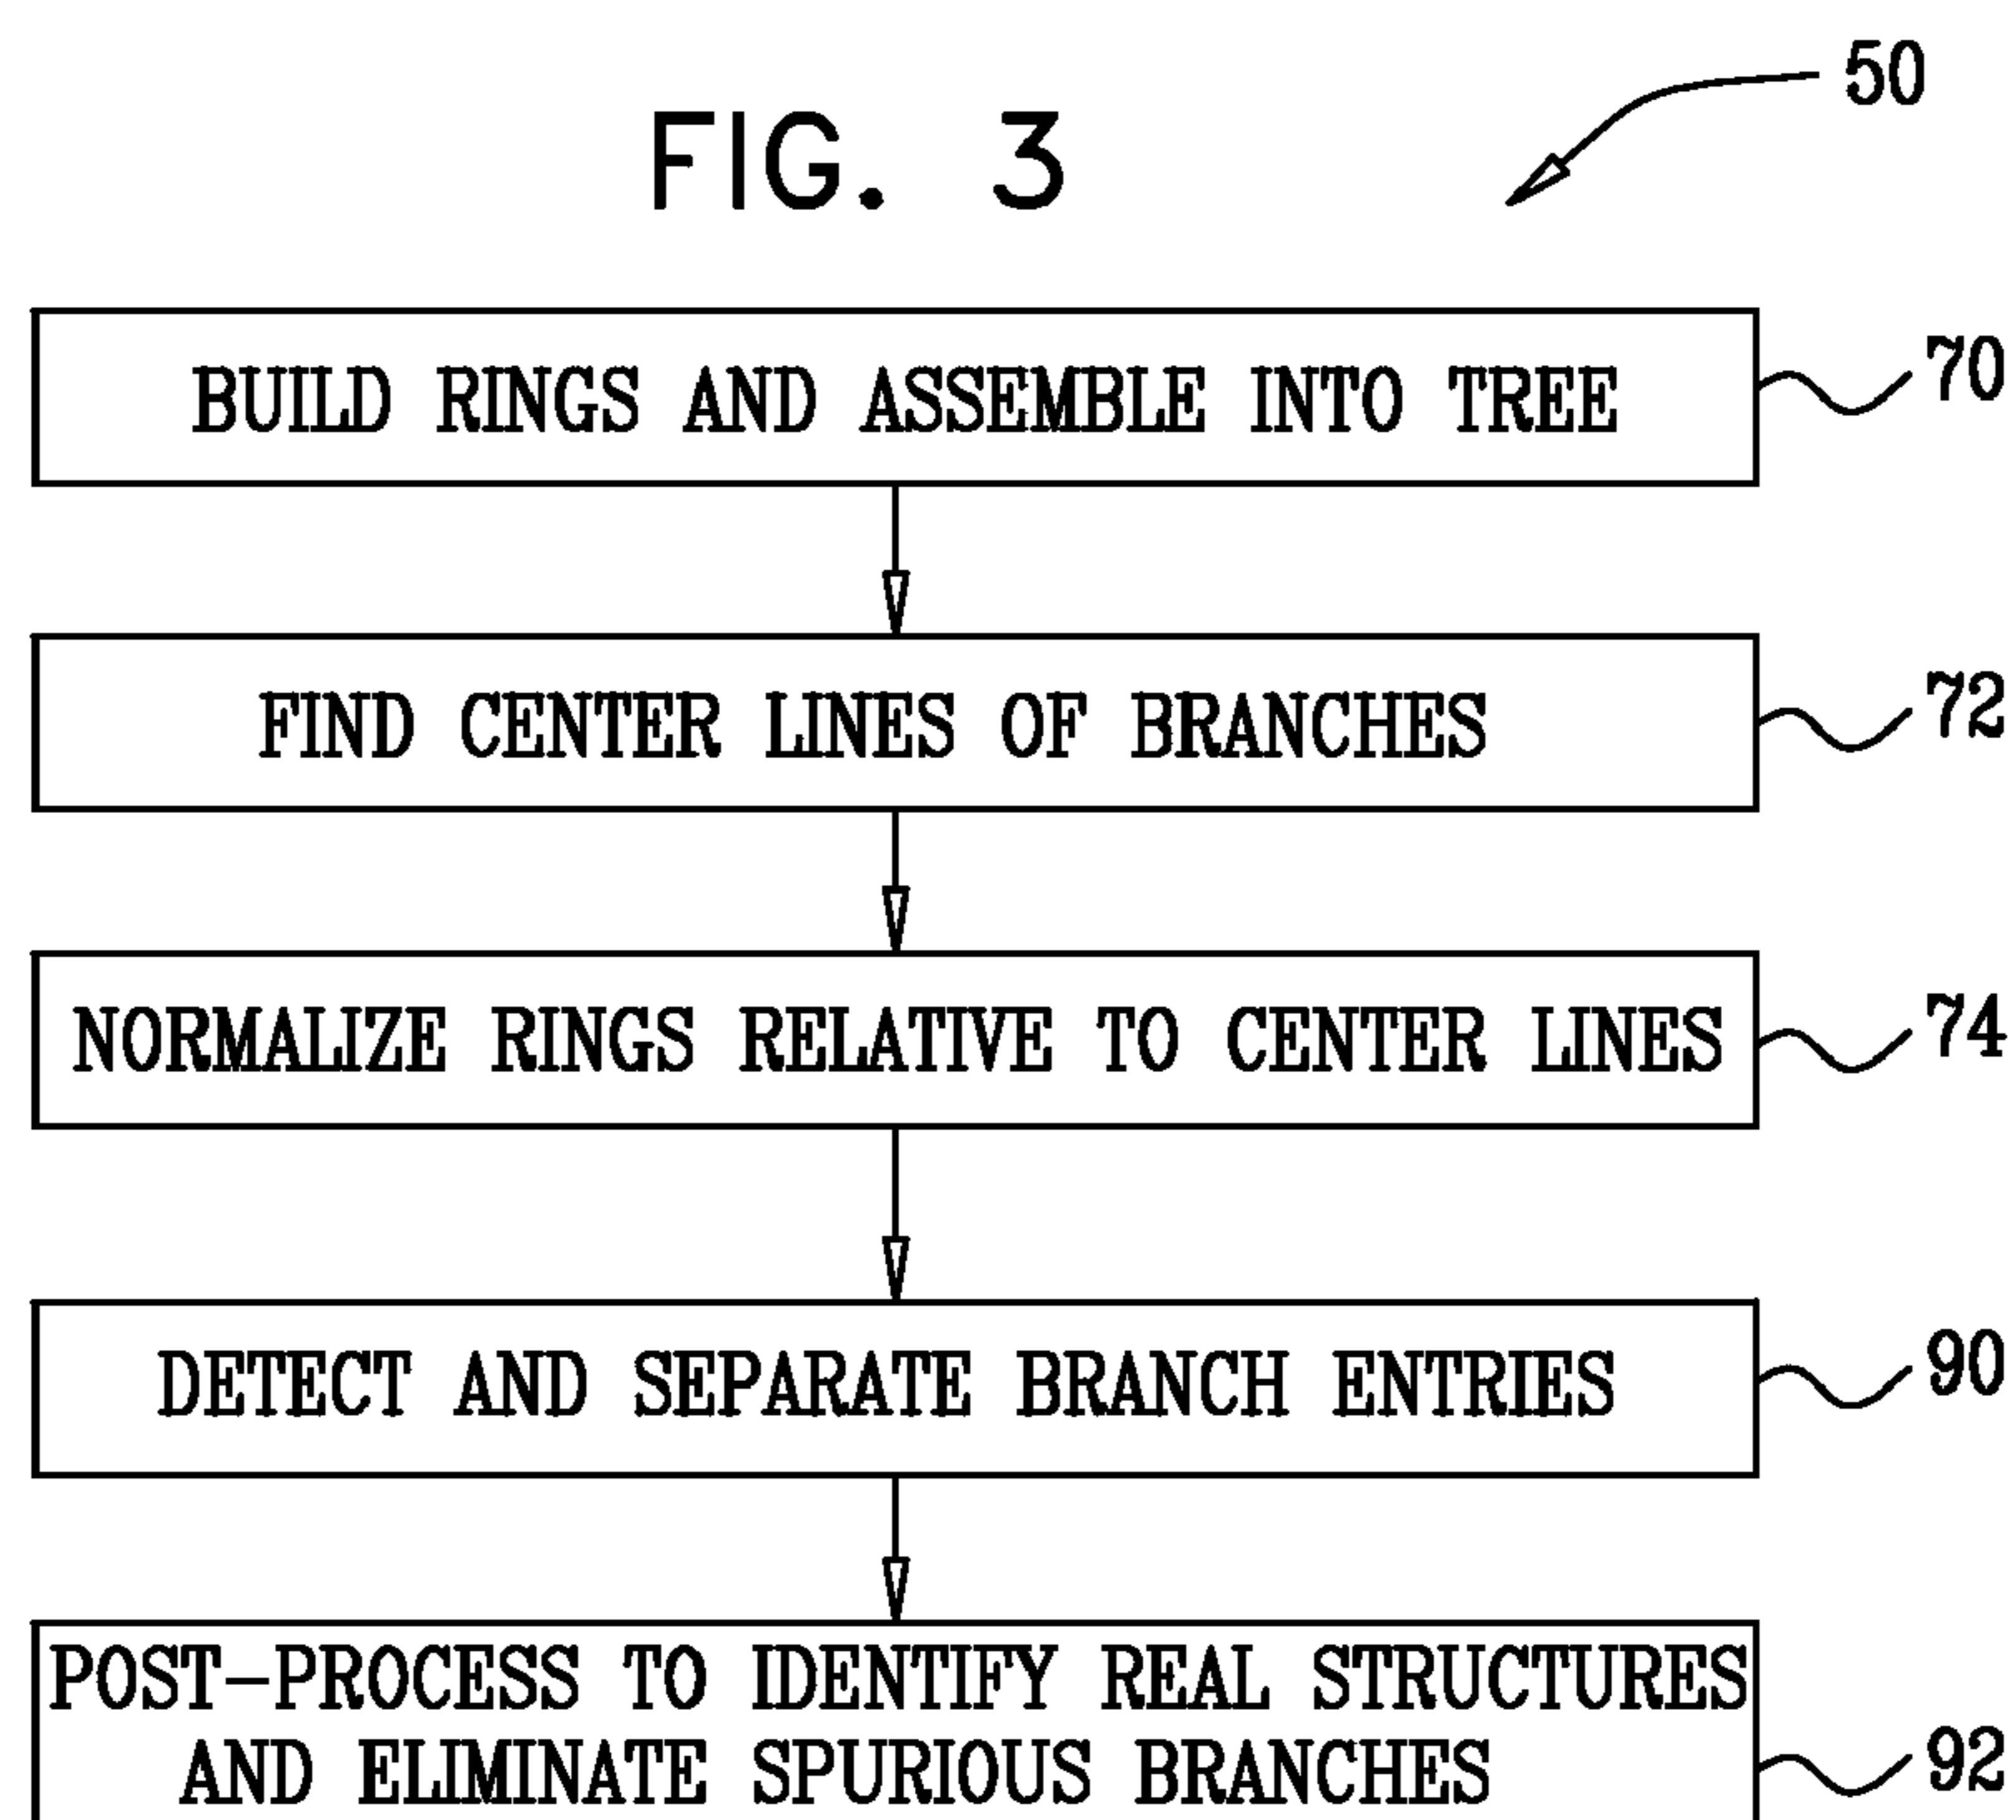 50
FIG. 3
BUILD RINGS AND ASSEMBLE INTO TREE
70
FIND CENTER LINES OF BRANCHES
72
NORMALIZE RINGS RELATIVE TO CENTER LINES
74
DETECT AND SEPARATE BRANCH ENTRIES
90
POST-PROCESS TO IDENTIFY REAL STRUCTURES
AND ELIMINATE SPURIOUS BRANCHES
92